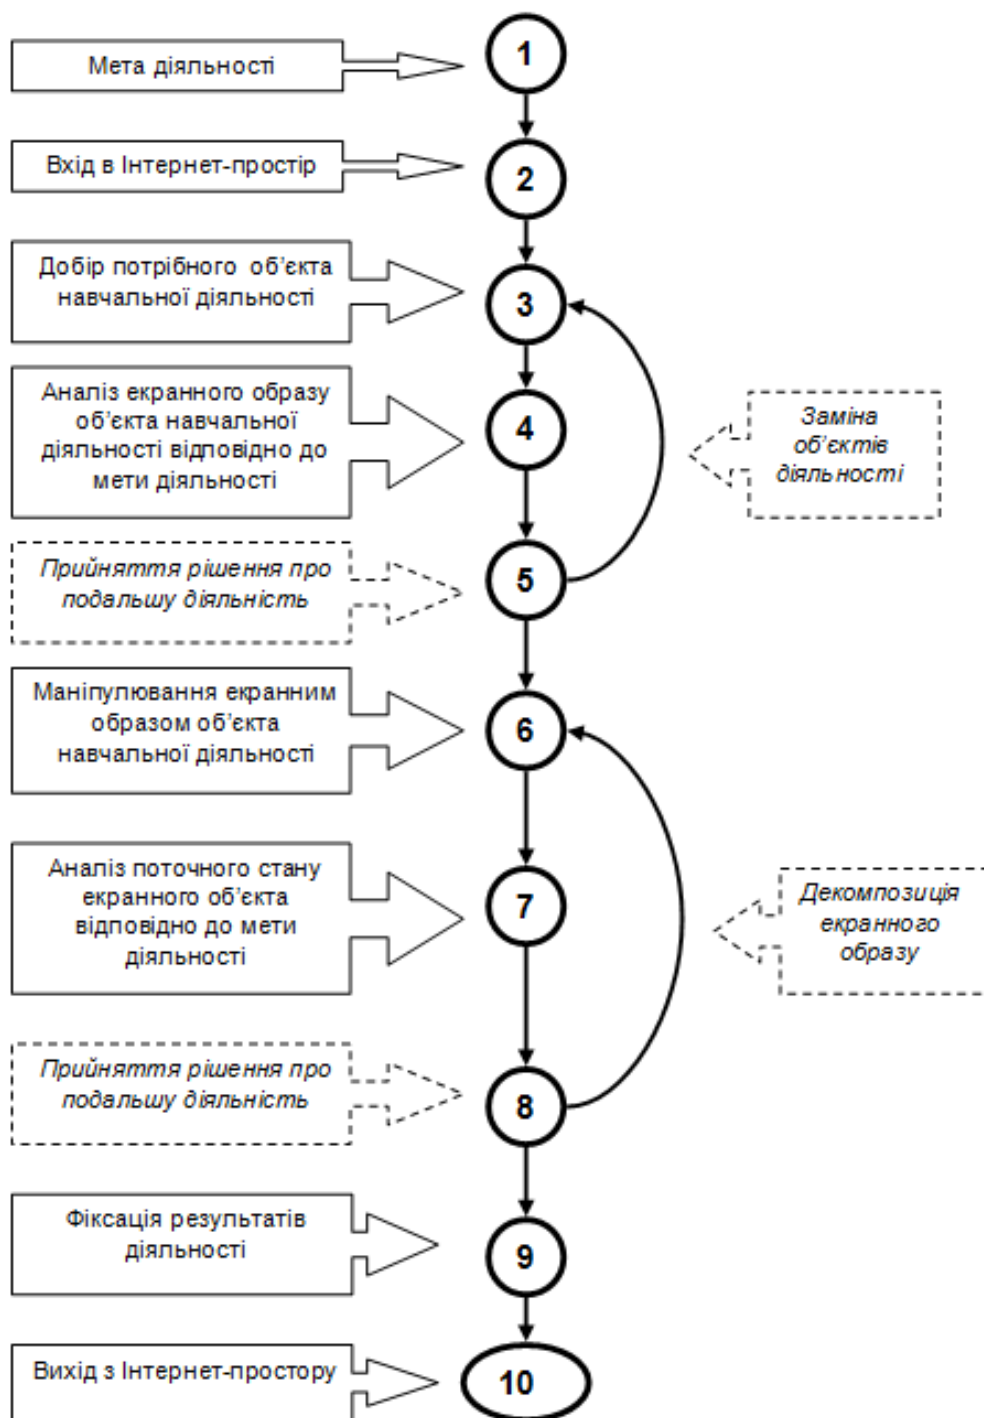 1
Мета діяльності
2
Вхід в Інтернет-простір
3
Добір потрібного об’єкта
навчальної діяльності
4
Аналіз екранного образу
об’єкта навчальної
діяльності відповідно до
мети діяльності
Заміна
об’єктів
діяльності
5
Прийняття рішення про
подальшу діяльність
6
Маніпулювання екранним
образом об’єкта
навчальної діяльності
7
Аналіз поточного стану
екранного об’єкта
відповідно до мети
діяльності
Декомпозиція
екранного
образу
8
Прийняття рішення про
подальшу діяльність
9
Фіксація результатів
діяльності
10
Вихід з Інтернет-простору